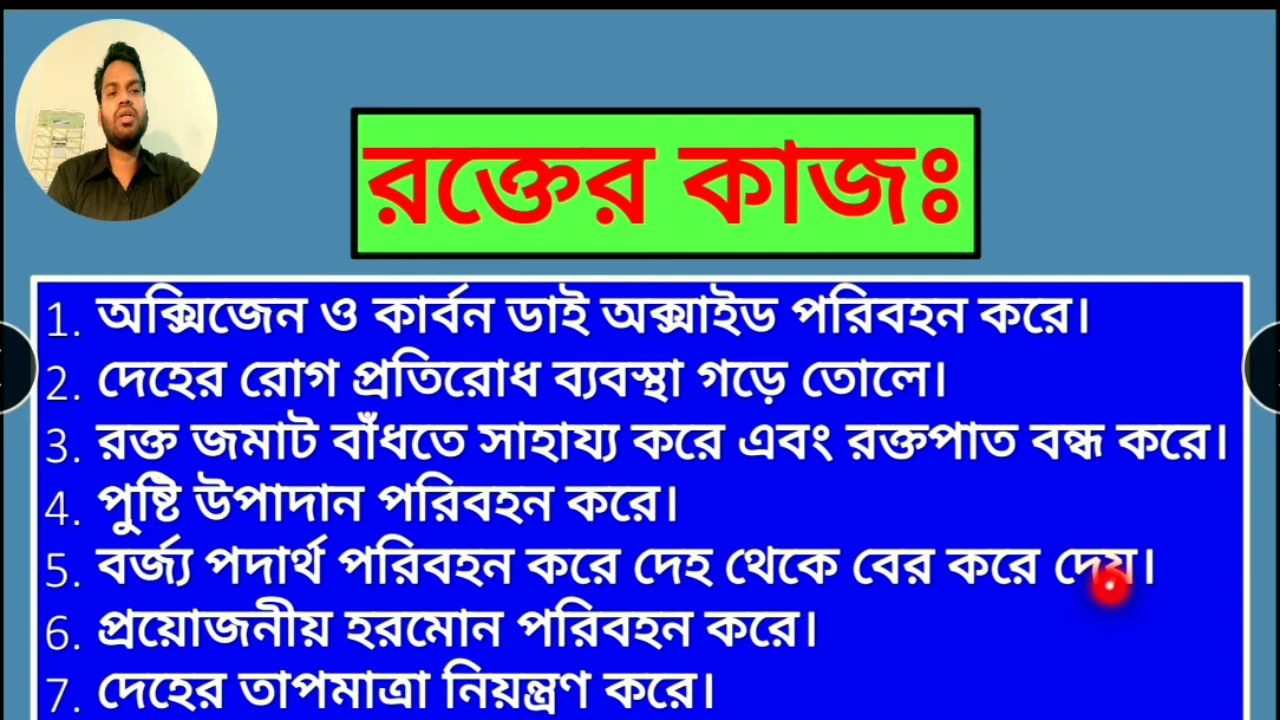 রক্তের কাজঃ
1. অক্সিজেন ও কার্বন ডাই অক্সাইড পরিবহন করে।
2. দেহের রোগ প্রতিরোধ ব্যবস্থা গড়ে তোলে।
3. রক্ত জমাট বাঁধতে সাহায্য করে এবং রক্তপাত বন্ধ করে।
4. পুষ্টি উপাদান পরিবহন করে।
5. বর্জ্য পদার্থ পরিবহন করে দেহ থেকে বের করে দেয়।
6. প্রয়োজনীয় হরমোন পরিবহন করে।
7. দেহের তাপমাত্রা নিয়ন্ত্রণ করে।